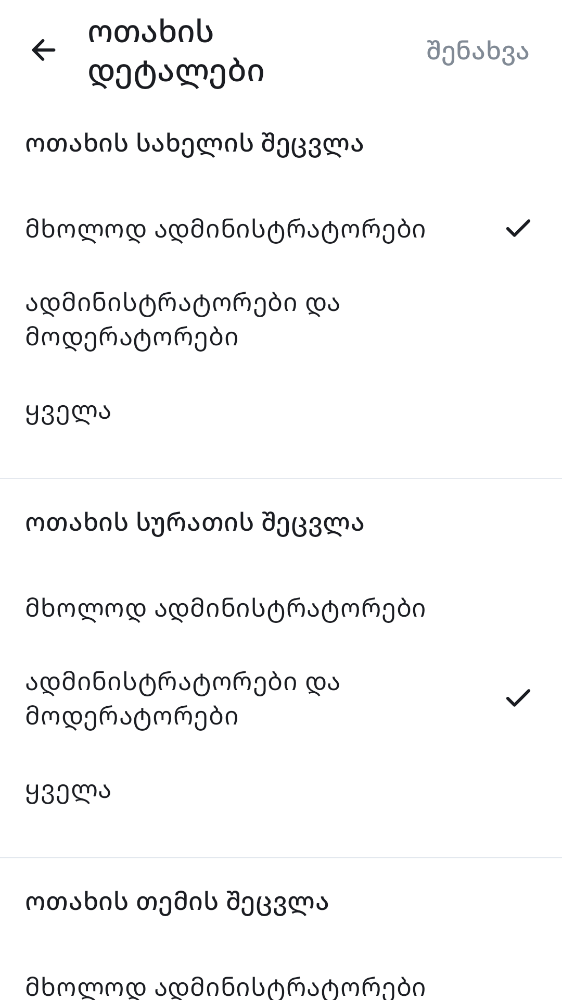 ოთახის
დეტალები
შენახვა
ოთახის სახელის შეცვლა
მხოლოდ ადმინისტრატორები
ადმინისტრატორები და
მოდერატორები
ყველა
ოთახის სურათის შეცვლა
მხოლოდ ადმინისტრატორები
ადმინისტრატორები და
მოდერატორები
ყველა
ოთახის თემის შეცვლა
მხოლოდ ადმინისტრატორები